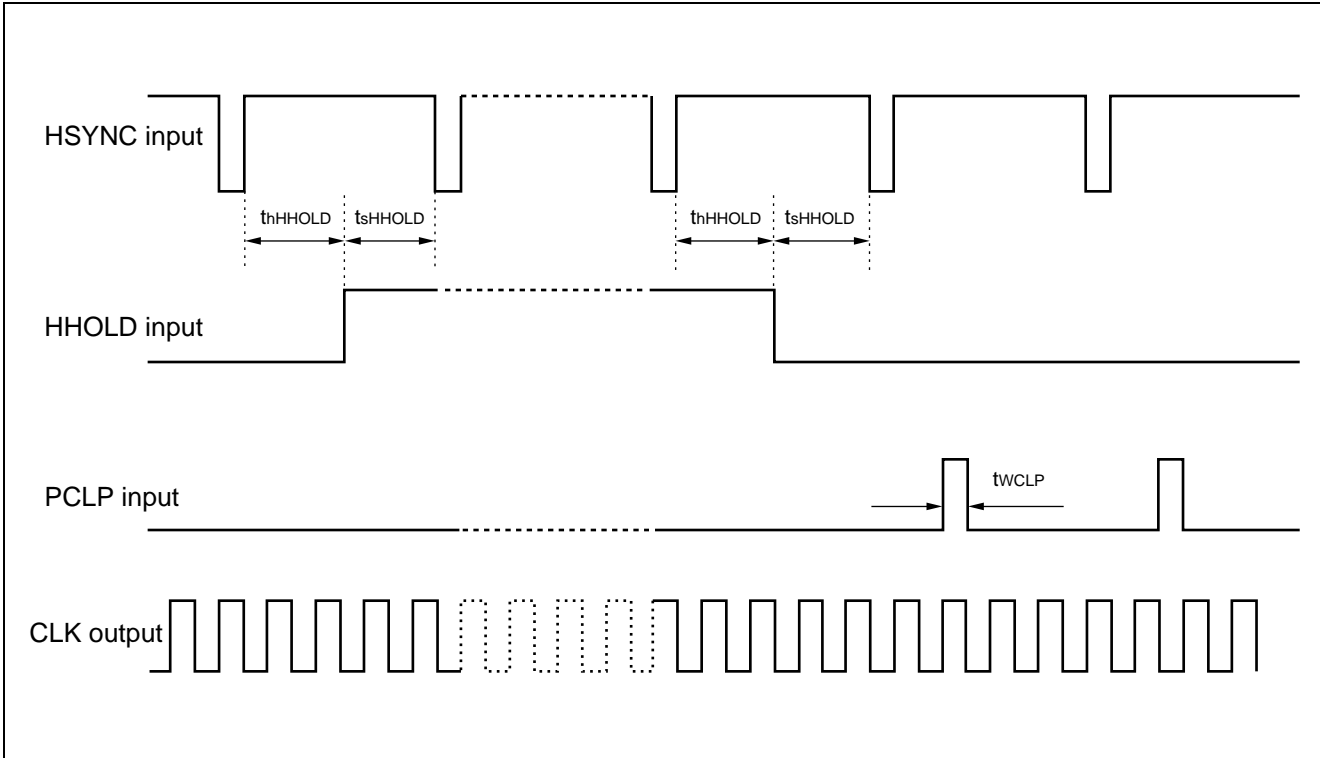 HSYNC input
thHHOLD tsHHOLD thHHOLD tsHHOLD
HHOLD input
PCLP input
tWCLP
CLK output